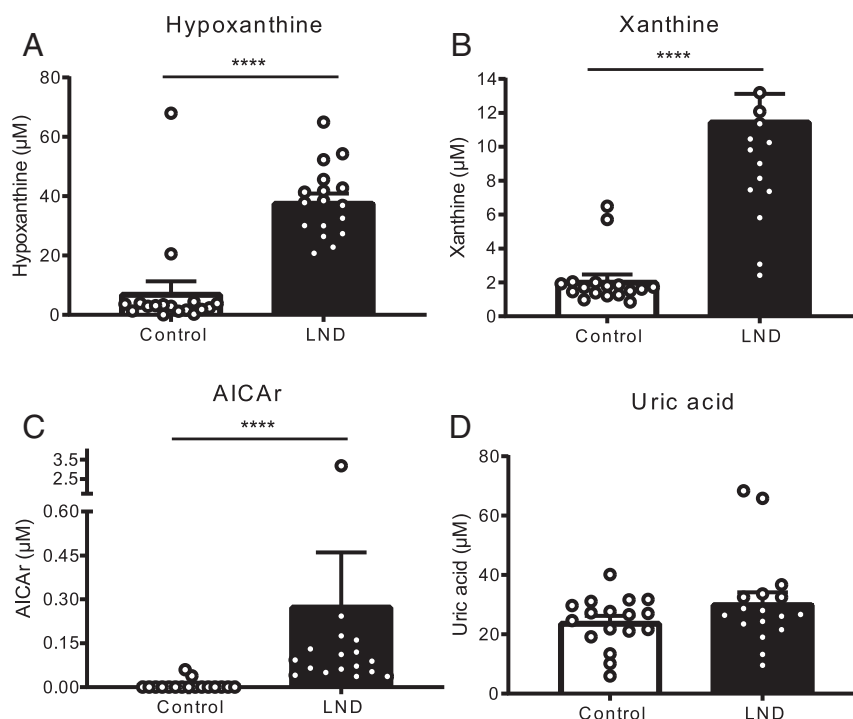 A
Hypoxanthine
****
Hypoxanthine (µM)
80
60
40
20
0
Control
LND
B
Xanthine
****
Xanthine (µM)
14
12
10
8
6
4
2
0
Control
LND
C
AICAr
****
AICAr (µM)
3.5
2.5
0.60
0.45
0.30
0.15
0.00
Control
LND
D
Uric acid
Uric acid (µM)
80
60
40
20
0
Control
LND